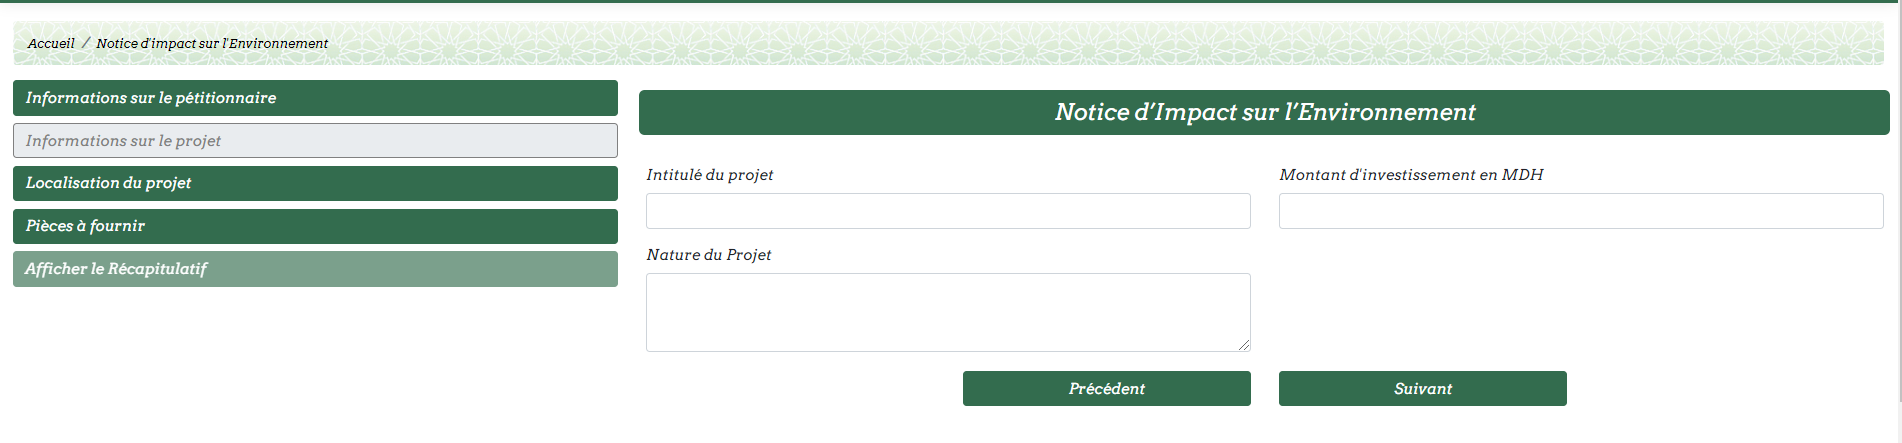 Accueil / Notice d'impact sur l'Environnement
Informations sur le pétitionnaire
Informations sur le projet
Localisation du projet
Pièces à fournir
Afficher le Récapitulatif
Notice d’Impact sur l’Environnement
Intitulé du projet
Montant d'investissement en MDH
Nature du Projet
Précédent
Suivant